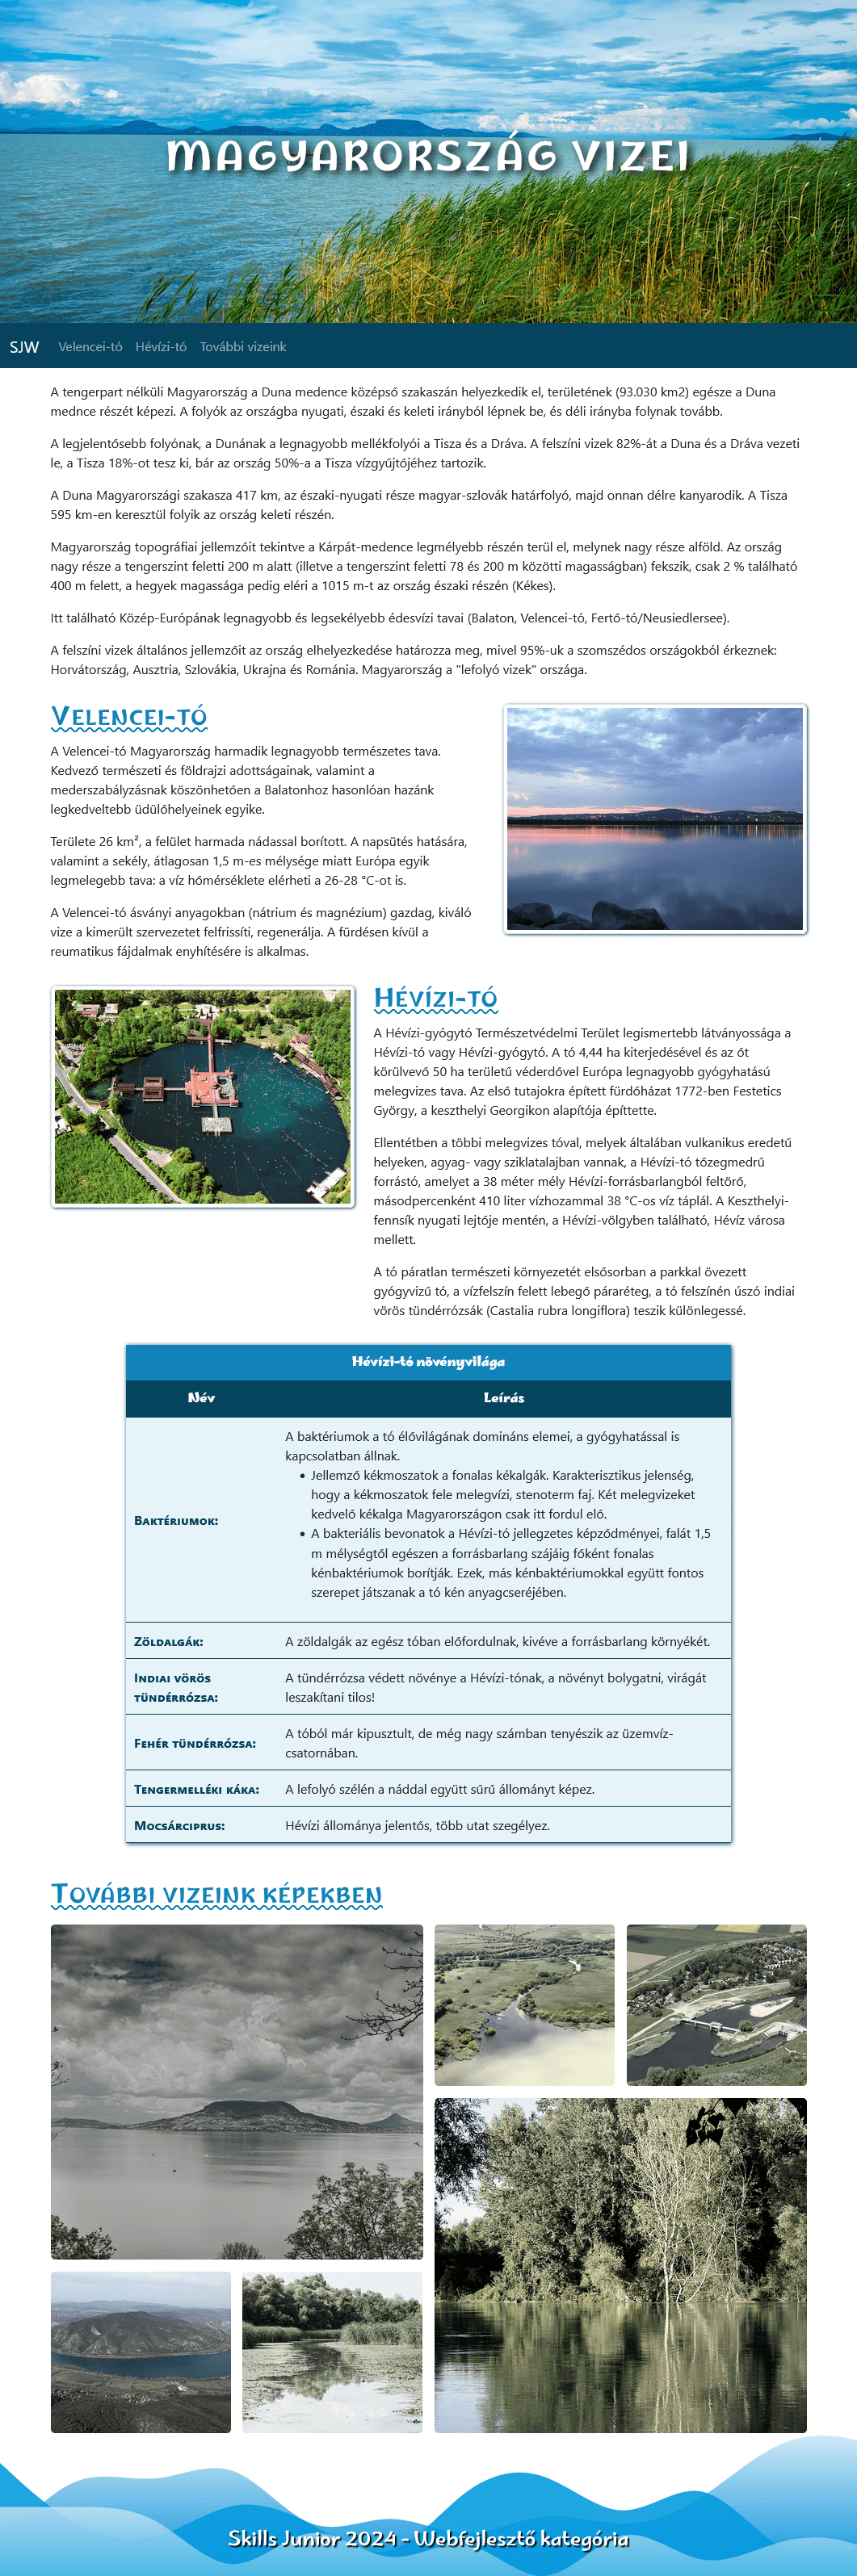 MAGYARORSZÁG VIZEI
SJW Velencei-tó Hévízi-tó További vizeink
A tengerpart nélküli Magyarország a Duna medence középső szakaszán helyezkedik el, területének (93.030 km2) egésze a Duna
mednce részét képezi. A folyók az országba nyugati, északi és keleti irányból lépnek be, és déli irányba folynak tovább.
A legjelentősebb folyónak, a Dunának a legnagyobb mellékfolyói a Tisza és a Dráva. A felszíni vizek 82%-át a Duna és a Dráva vezeti
le, a Tisza 18%-ot tesz ki, bár az ország 50%-a a Tisza vízgyűjtőjéhez tartozik.
A Duna Magyarországi szakasza 417 km, az északi-nyugati része magyar-szlovák határfolyó, majd onnan délre kanyarodik. A Tisza
595 km-en keresztül folyik az ország keleti részén.
Magyarország topográfiai jellemzőit tekintve a Kárpát-medence legmélyebb részén terül el, melynek nagy része alföld. Az ország
nagy része a tengerszint feletti 200 m alatt (illetve a tengerszint feletti 78 és 200 m közötti magasságban) fekszik, csak 2 % található
400 m felett, a hegyek magassága pedig eléri a 1015 m-t az ország északi részén (Kékes).
Itt található Közép-Európának legnagyobb és legsekélyebb édesvízi tavai (Balaton, Velencei-tó, Fertő-tó/Neusiedlersee).
A felszíni vizek általános jellemzőit az ország elhelyezkedése határozza meg, mivel 95%-uk a szomszédos országokból érkeznek:
Horvátország, Ausztria, Szlovákia, Ukrajna és Románia. Magyarország a "lefolyó vizek" országa.
Velencei-tó
A Velencei-tó Magyarország harmadik legnagyobb természetes tava.
Kedvező természeti és földrajzi adottságainak, valamint a
mederszabályzásnak köszönhetően a Balatonhoz hasonlóan hazánk
legkedveltebb üdülőhelyeinek egyike.
Területe 26 km², a felület harmada nádassal borított. A napsütés hatására,
valamint a sekély, átlagosan 1,5 m-es mélysége miatt Európa egyik
legmelegebb tava: a víz hőmérséklete elérheti a 26-28 °C-ot is.
A Velencei-tó ásványi anyagokban (nátrium és magnézium) gazdag, kiváló
vize a kimerült szervezetet felfrissíti, regenerálja. A fürdésen kívül a
reumatikus fájdalmak enyhítésére is alkalmas.
Hévízi-tó
A Hévízi-gyógytó Természetvédelmi Terület legismertebb látványossága a
Hévízi-tó vagy Hévízi-gyógytó. A tó 4,44 ha kiterjedésével és az őt
körülvevő 50 ha területű véderdővel Európa legnagyobb gyógyhatású
melegvizes tava. Az első tutajokra épített fürdőházat 1772-ben Festetics
György, a keszthelyi Georgikon alapítója építtette.
Ellentétben a többi melegvizes tóval, melyek általában vulkanikus eredetű
helyeken, agyag- vagy sziklatalajban vannak, a Hévízi-tó tőzegmedrű
forrástó, amelyet a 38 méter mély Hévízi-forrásbarlangból feltörő,
másodpercenként 410 liter vízhozammal 38 °C-os víz táplál. A Keszthelyi-
fennsík nyugati lejtője mentén, a Hévízi-völgyben található, Hévíz városa
mellett.
A tó páratlan természeti környezetét elsősorban a parkkal övezett
gyógyvizű tó, a vízfelszín felett lebegő páraréteg, a tó felszínén úszó indiai
vörös tündérrózsák (Castalia rubra longiflora) teszik különlegessé.
Hévízi-tó növényvilága
Név Leírás
Baktériumok:
A baktériumok a tó élővilágának domináns elemei, a gyógyhatással is
kapcsolatban állnak.
• Jellemző kékmoszatok a fonalas kékalgák. Karakterisztikus jelenség,
hogy a kékmoszatok fele melegvízi, stenoterm faj. Két melegvizeket
kedvelő kékalga Magyarországon csak itt fordul elő.
• A bakteriális bevonatok a Hévízi-tó jellegzetes képződményei, falát 1,5
m mélységtől egészen a forrásbarlang szájáig főként fonalas
kénbaktériumok borítják. Ezek, más kénbaktériumokkal együtt fontos
szerepet játszanak a tó kén anyagcseréjében.
Zöldalgák: A zöldalgák az egész tóban előfordulnak, kivéve a forrásbarlang környékét.
Indiai vörös
tündérrózsa:
A tündérrózsa védett növénye a Hévízi-tónak, a növényt bolygatni, virágát
leszakítani tilos!
Fehér tündérrózsa:
A tóból már kipusztult, de még nagy számban tenyészik az üzemvíz-
csatornában.
Tengermelléki káka: A lefolyó szélén a náddal együtt sűrű állományt képez.
Mocsárciprus: Hévízi állománya jelentős, több utat szegélyez.
További vizeink képekben
Skills Junior 2024 - Webfejlesztő kategória